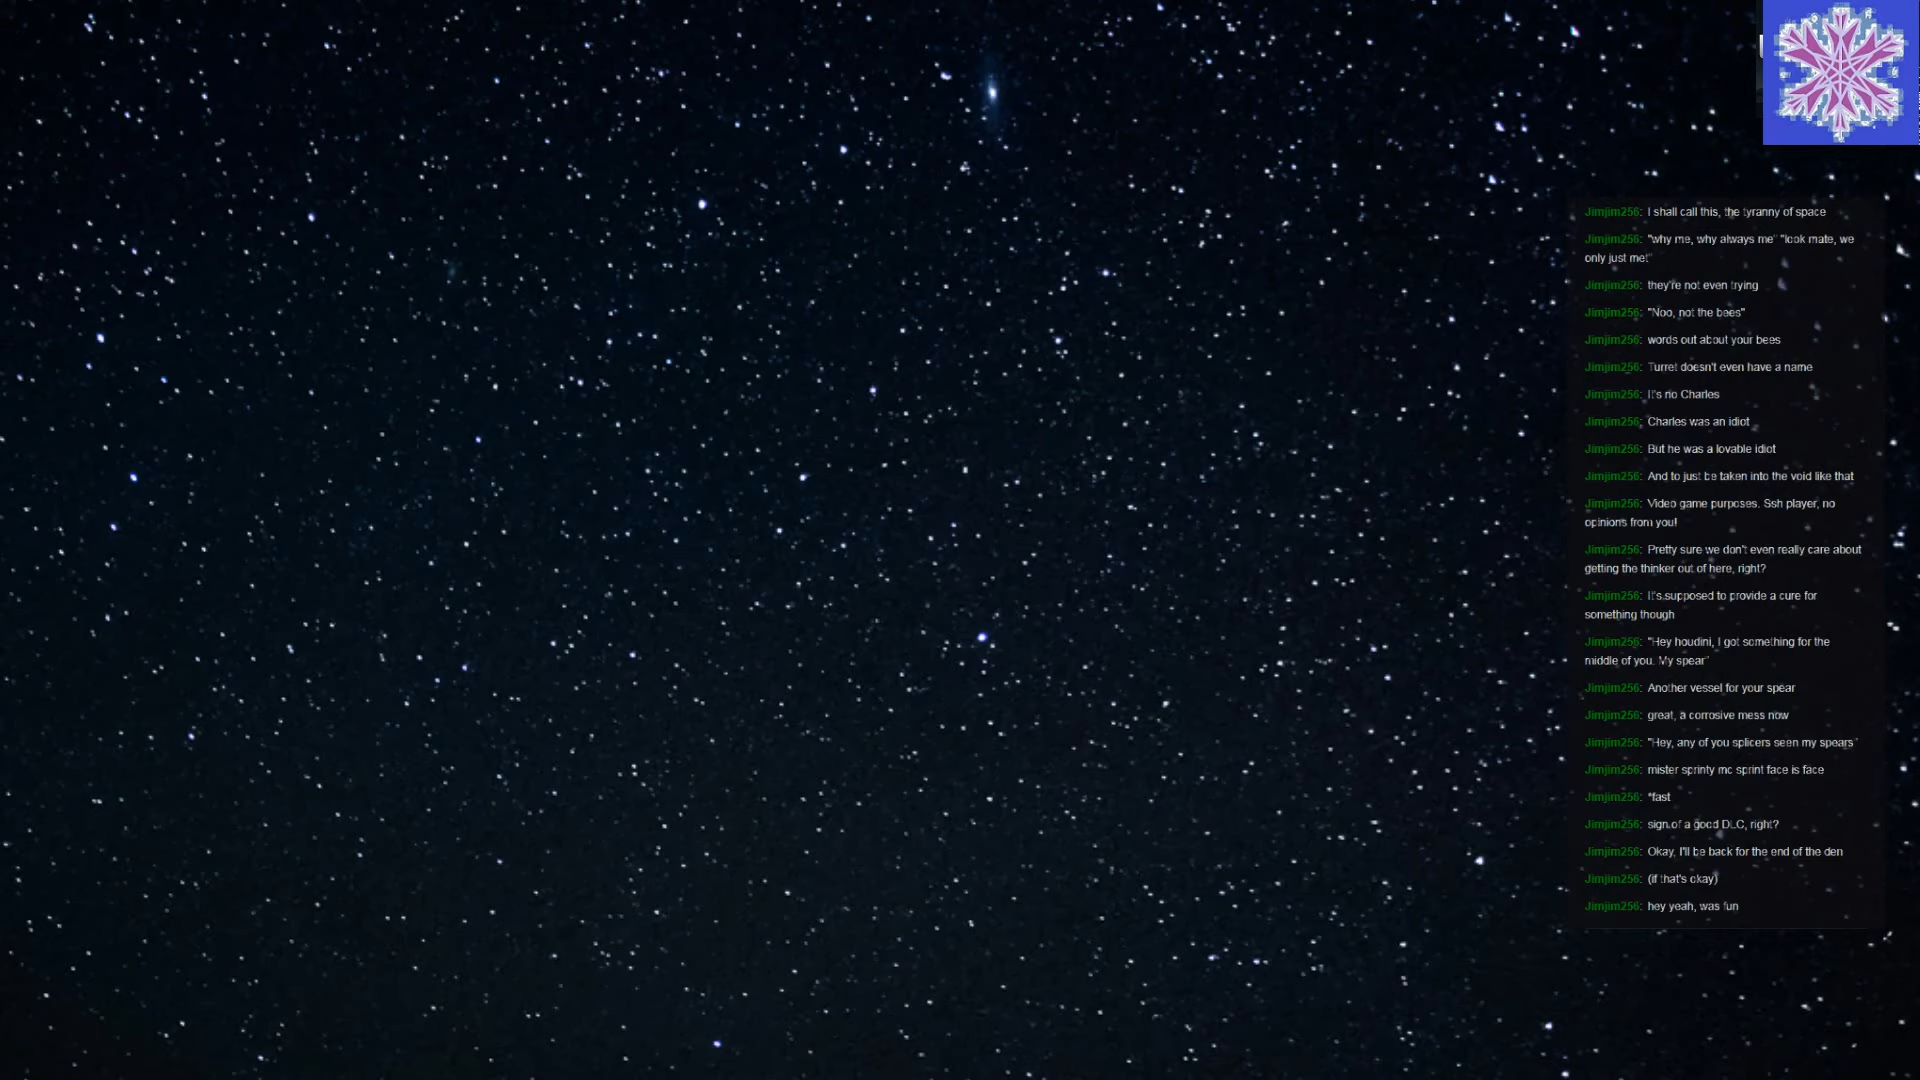 Jimjim256: I shall call this, the tyranny of space
Jimjim256: "why me, why always me" "look mate, we
only just met"
Jimjim256: they're not even trying
Jimjim256: "Noo, not the bees"
Jimjim256: words out about your bees
Jimjim256: Turret doesn't even have a name
Jimjim256: It's no Charles
Jimjim256: Charles was an idiot
Jimjim256: But he was a lovable idiot
Jimjim256: And to just be taken into the void like that
Jimjim256: Video game purposes. Ssh player, no
opinions from you!
Jimjim256: Pretty sure we don't even really care about
getting the thinker out of here, right?
Jimjim256: It's supposed to provide a cure for
something though
Jimjim256: "Hey houdini, I got something for the
middle of you. My spear"
Jimjim256: Another vessel for your spear
Jimjim256: great, a corrosive mess now
Jimjim256: "Hey, any of you splicers seen my spears"
Jimjim256: mister sprinty mc sprint face is face
Jimjim256: *fast
Jimjim256: sign of a good DLC, right?
Jimjim256: Okay, I'll be back for the end of the den
Jimjim256: (if that's okay)
Jimjim256: hey yeah, was fun